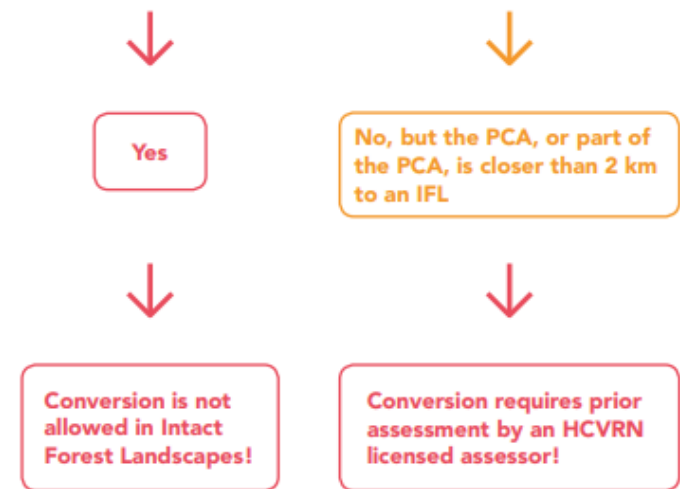 Yes
No, but the PCA, or part of
the PCA, is closer than 2 km
to an IFL
Conversion is not
allowed in Intact
Forest Landscapes!
Conversion requires prior
assessment by an HCVRN
licensed assessor!